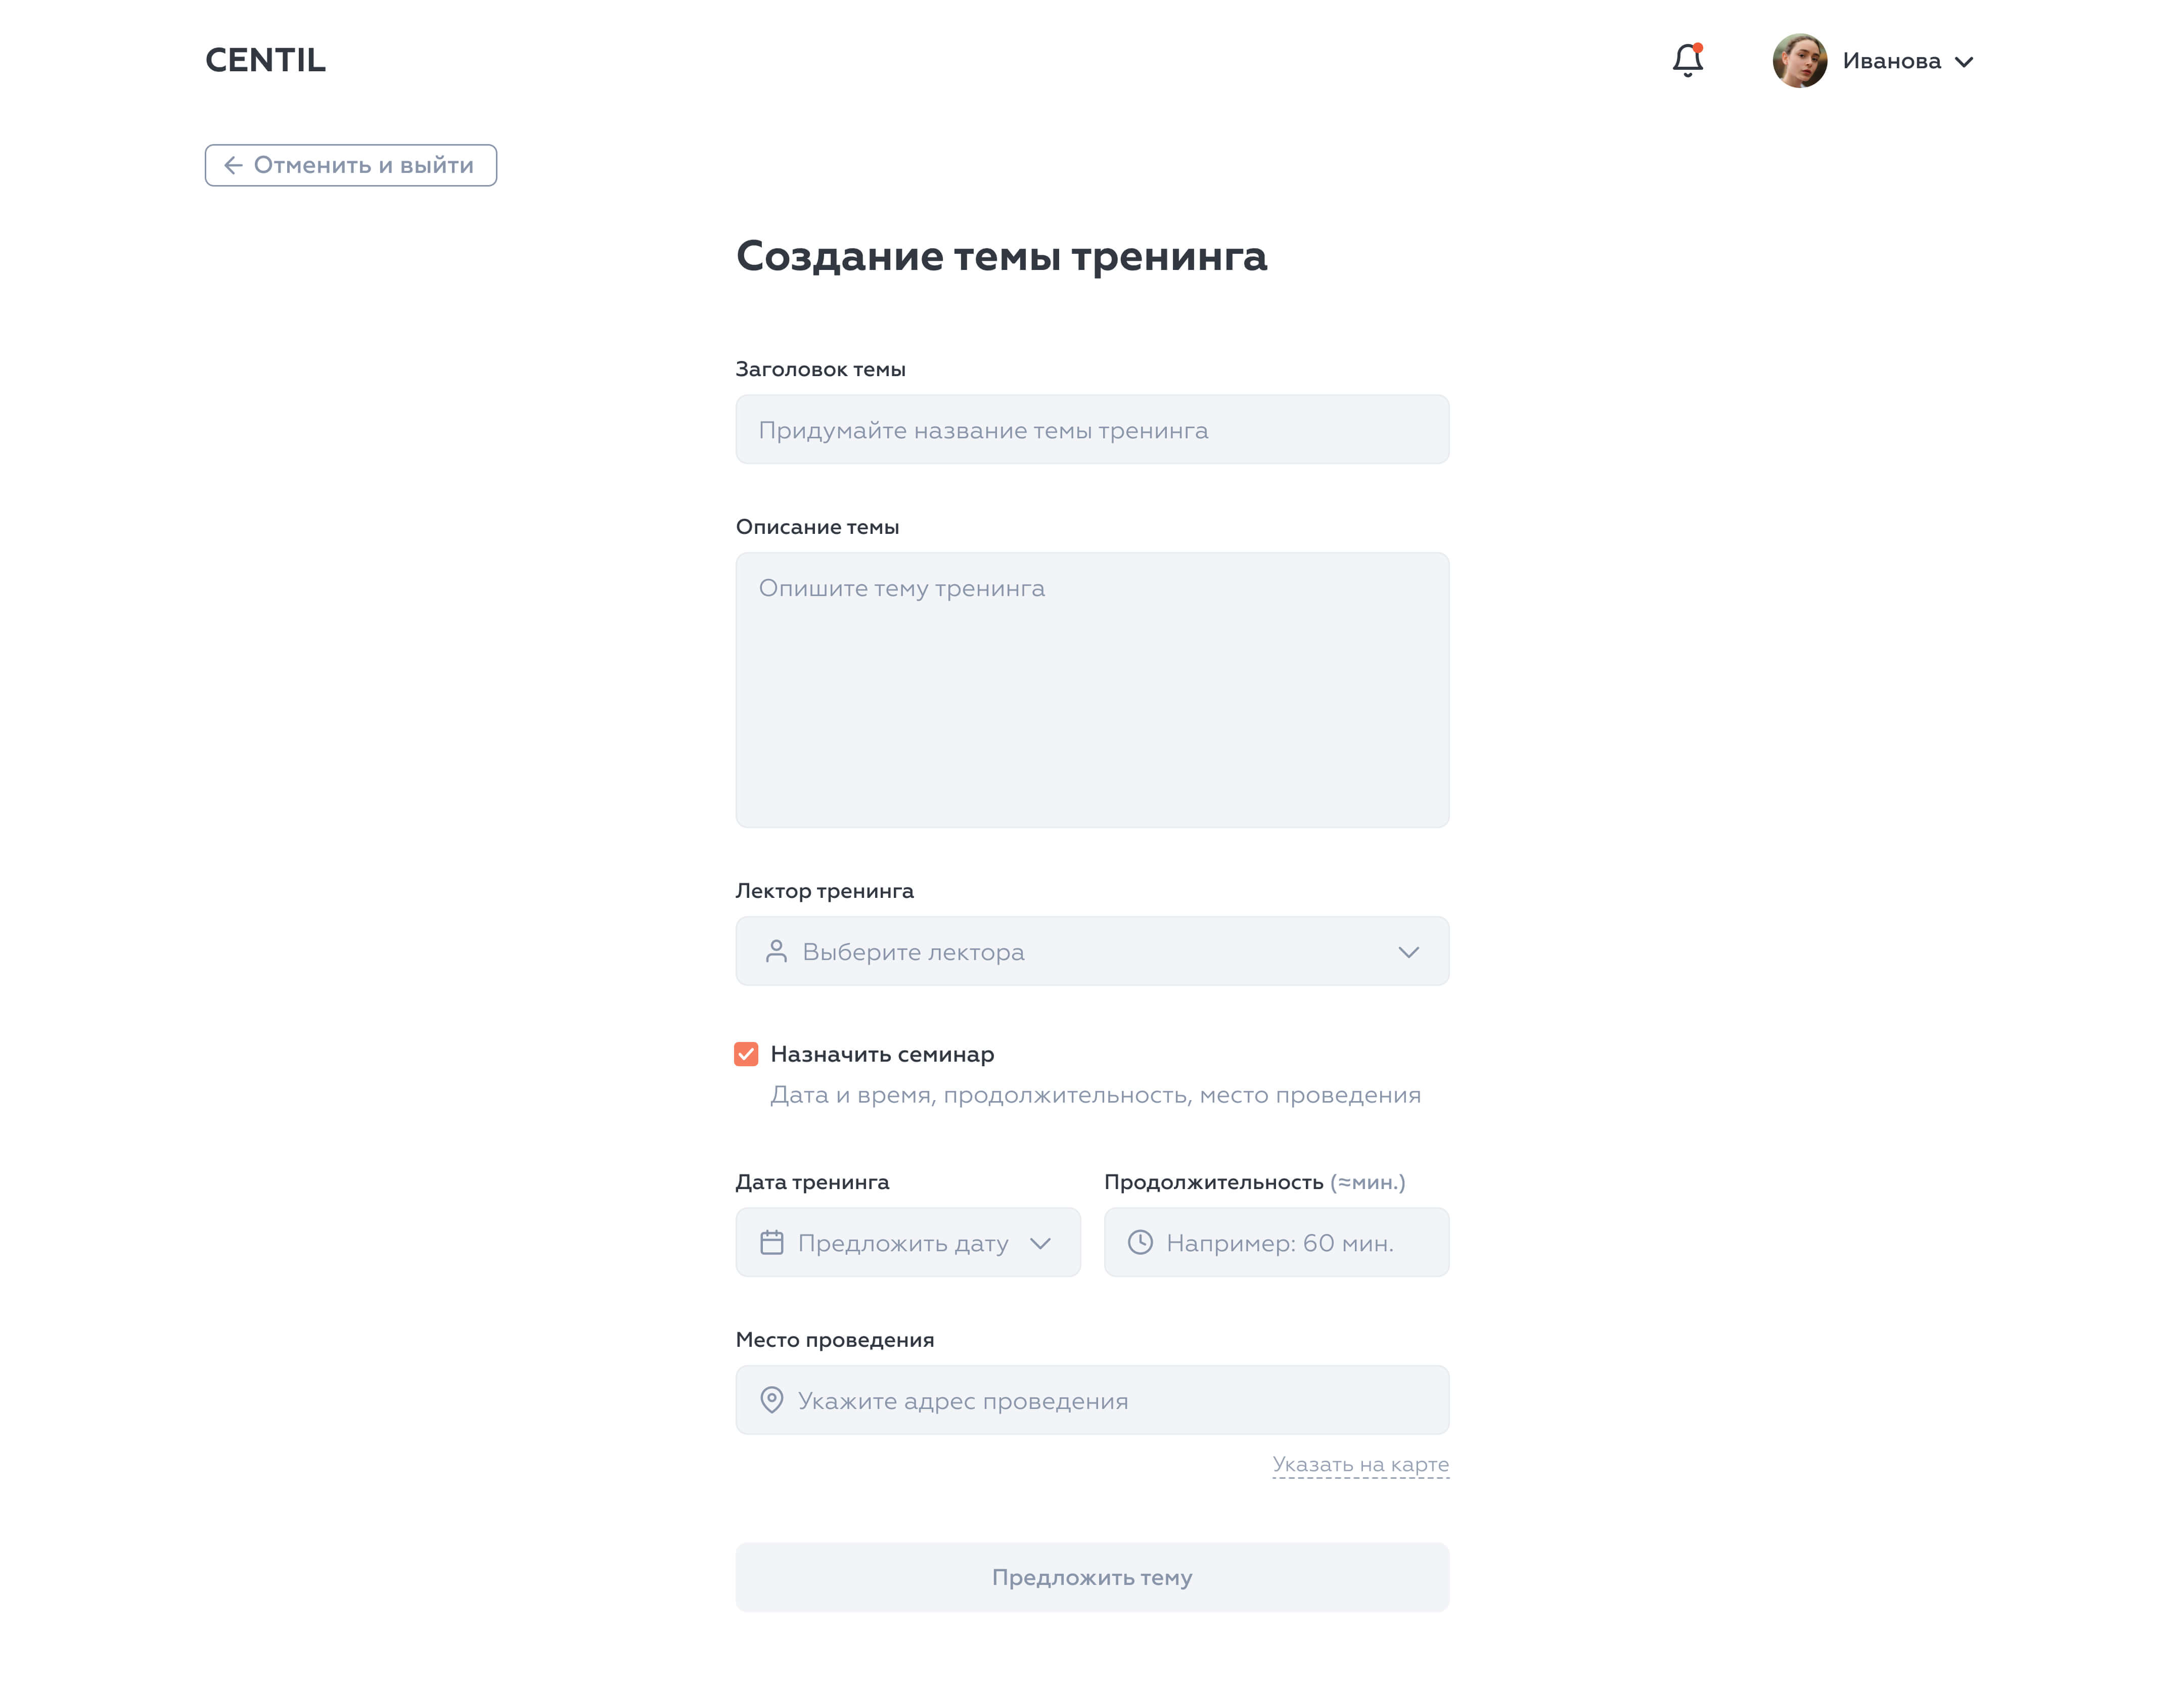 CENTIL
Иванова
Отменить и выйти
Создание темы тренинга
Заголовок темы
Придумайте название темы тренинга
Описание темы
Опишите тему тренинга
Лектор тренинга
Выберите лектора
Назначить семинар
Дата и время, продолжительность, место проведения
Дата тренинга
Продолжительность (≈мин.)
Предложить дату
Например: 60 мин.
Место проведения
Укажите адрес проведения
Указать на карте
Предложить тему